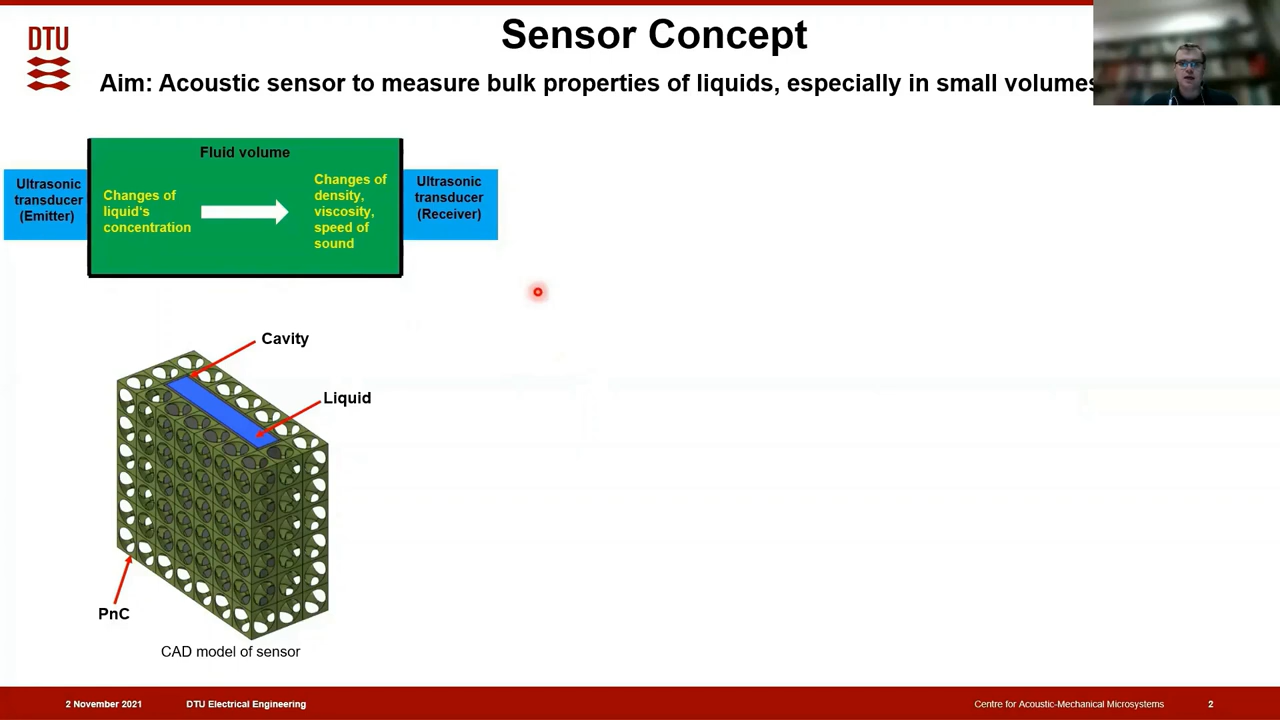 DTU
Sensor Concept
Aim: Acoustic sensor to measure bulk properties of liquids, especially in small volumes
Fluid volume
Ultrasonic
transducer
(Emitter)
Changes of
liquid's
concentration
Changes of
density,
viscosity,
speed of
sound
Ultrasonic
transducer
(Receiver)
Cavity
Liquid
PnC
CAD model of sensor
2 November 2021
DTU Electrical Engineering
Centre for Acoustic-Mechanical Microsystems
2